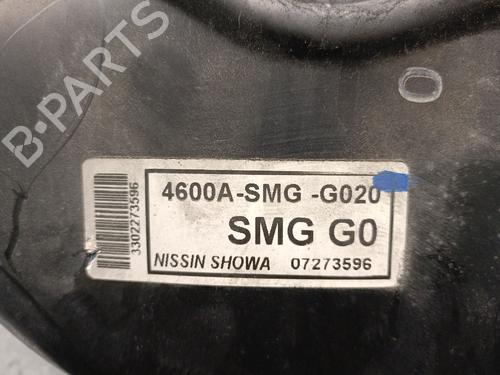 B-PARTS
4600A-SMG -G020
SMG G0
NISSIN SHOWA 07273596
3302273596